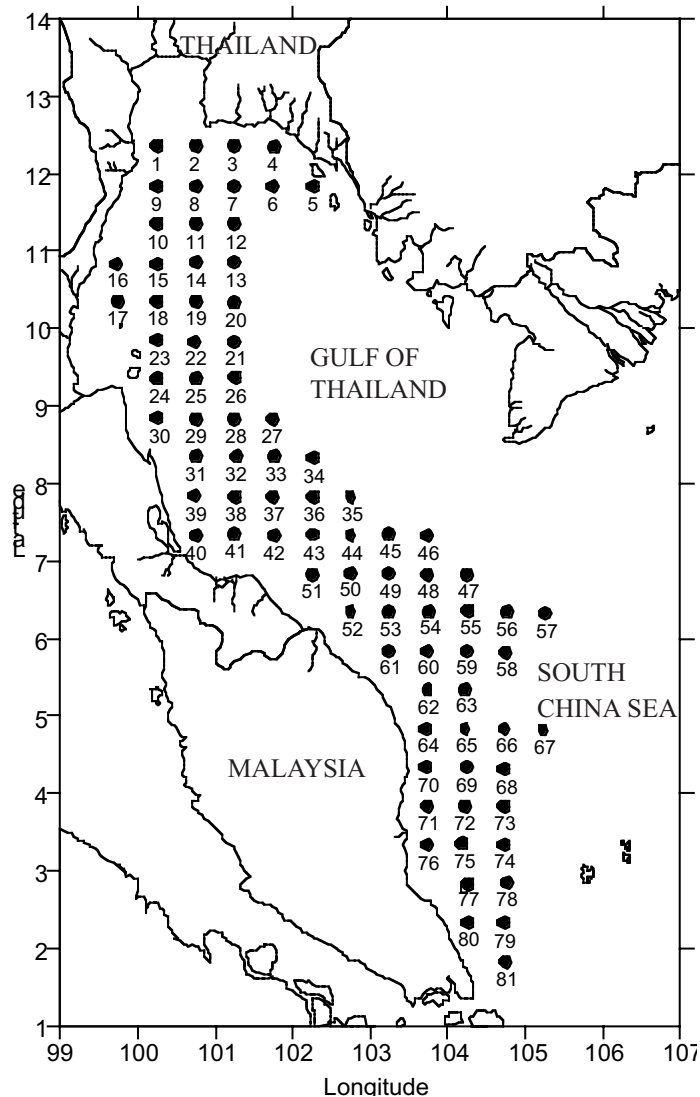 14
THAILAND
13
1 2 3 4
12
9 8 7 6 5
10 11 12
11
16 15 14 13
17 18 19 20
10
23 22 21
GULF OF
THAILAND
24 25 26
9
30 29 28 27
31 32 33 34
8
Latitude
39 38 37 36 35
40 41 42 43 44 45 46
7
51 50 49 48 47
52 53 54 55 56 57
6
61 60 59 58
SOUTH
CHINA SEA
62 63
5
64 65 66 67
MALAYSIA
70 69 68
4
71 72 73
76 75 74
3
77 78
80 79
2
81
1
99 100 101 102 103 104 105 106 107
Longitude